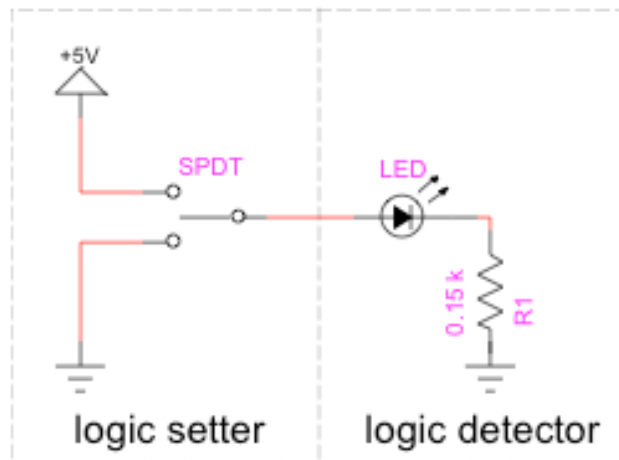 +5V
SPDT
LED
0.15 k
R1
logic setter
logic detector